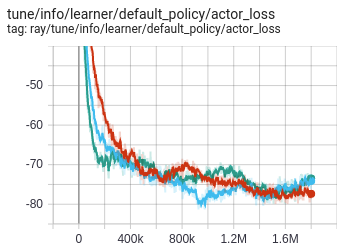 tune/info/learner/default_policy/actor_loss
tag: ray/tune/info/learner/default_policy/actor_loss
-50
-60
-70
-80
0 400k 800k 1.2M 1.6M